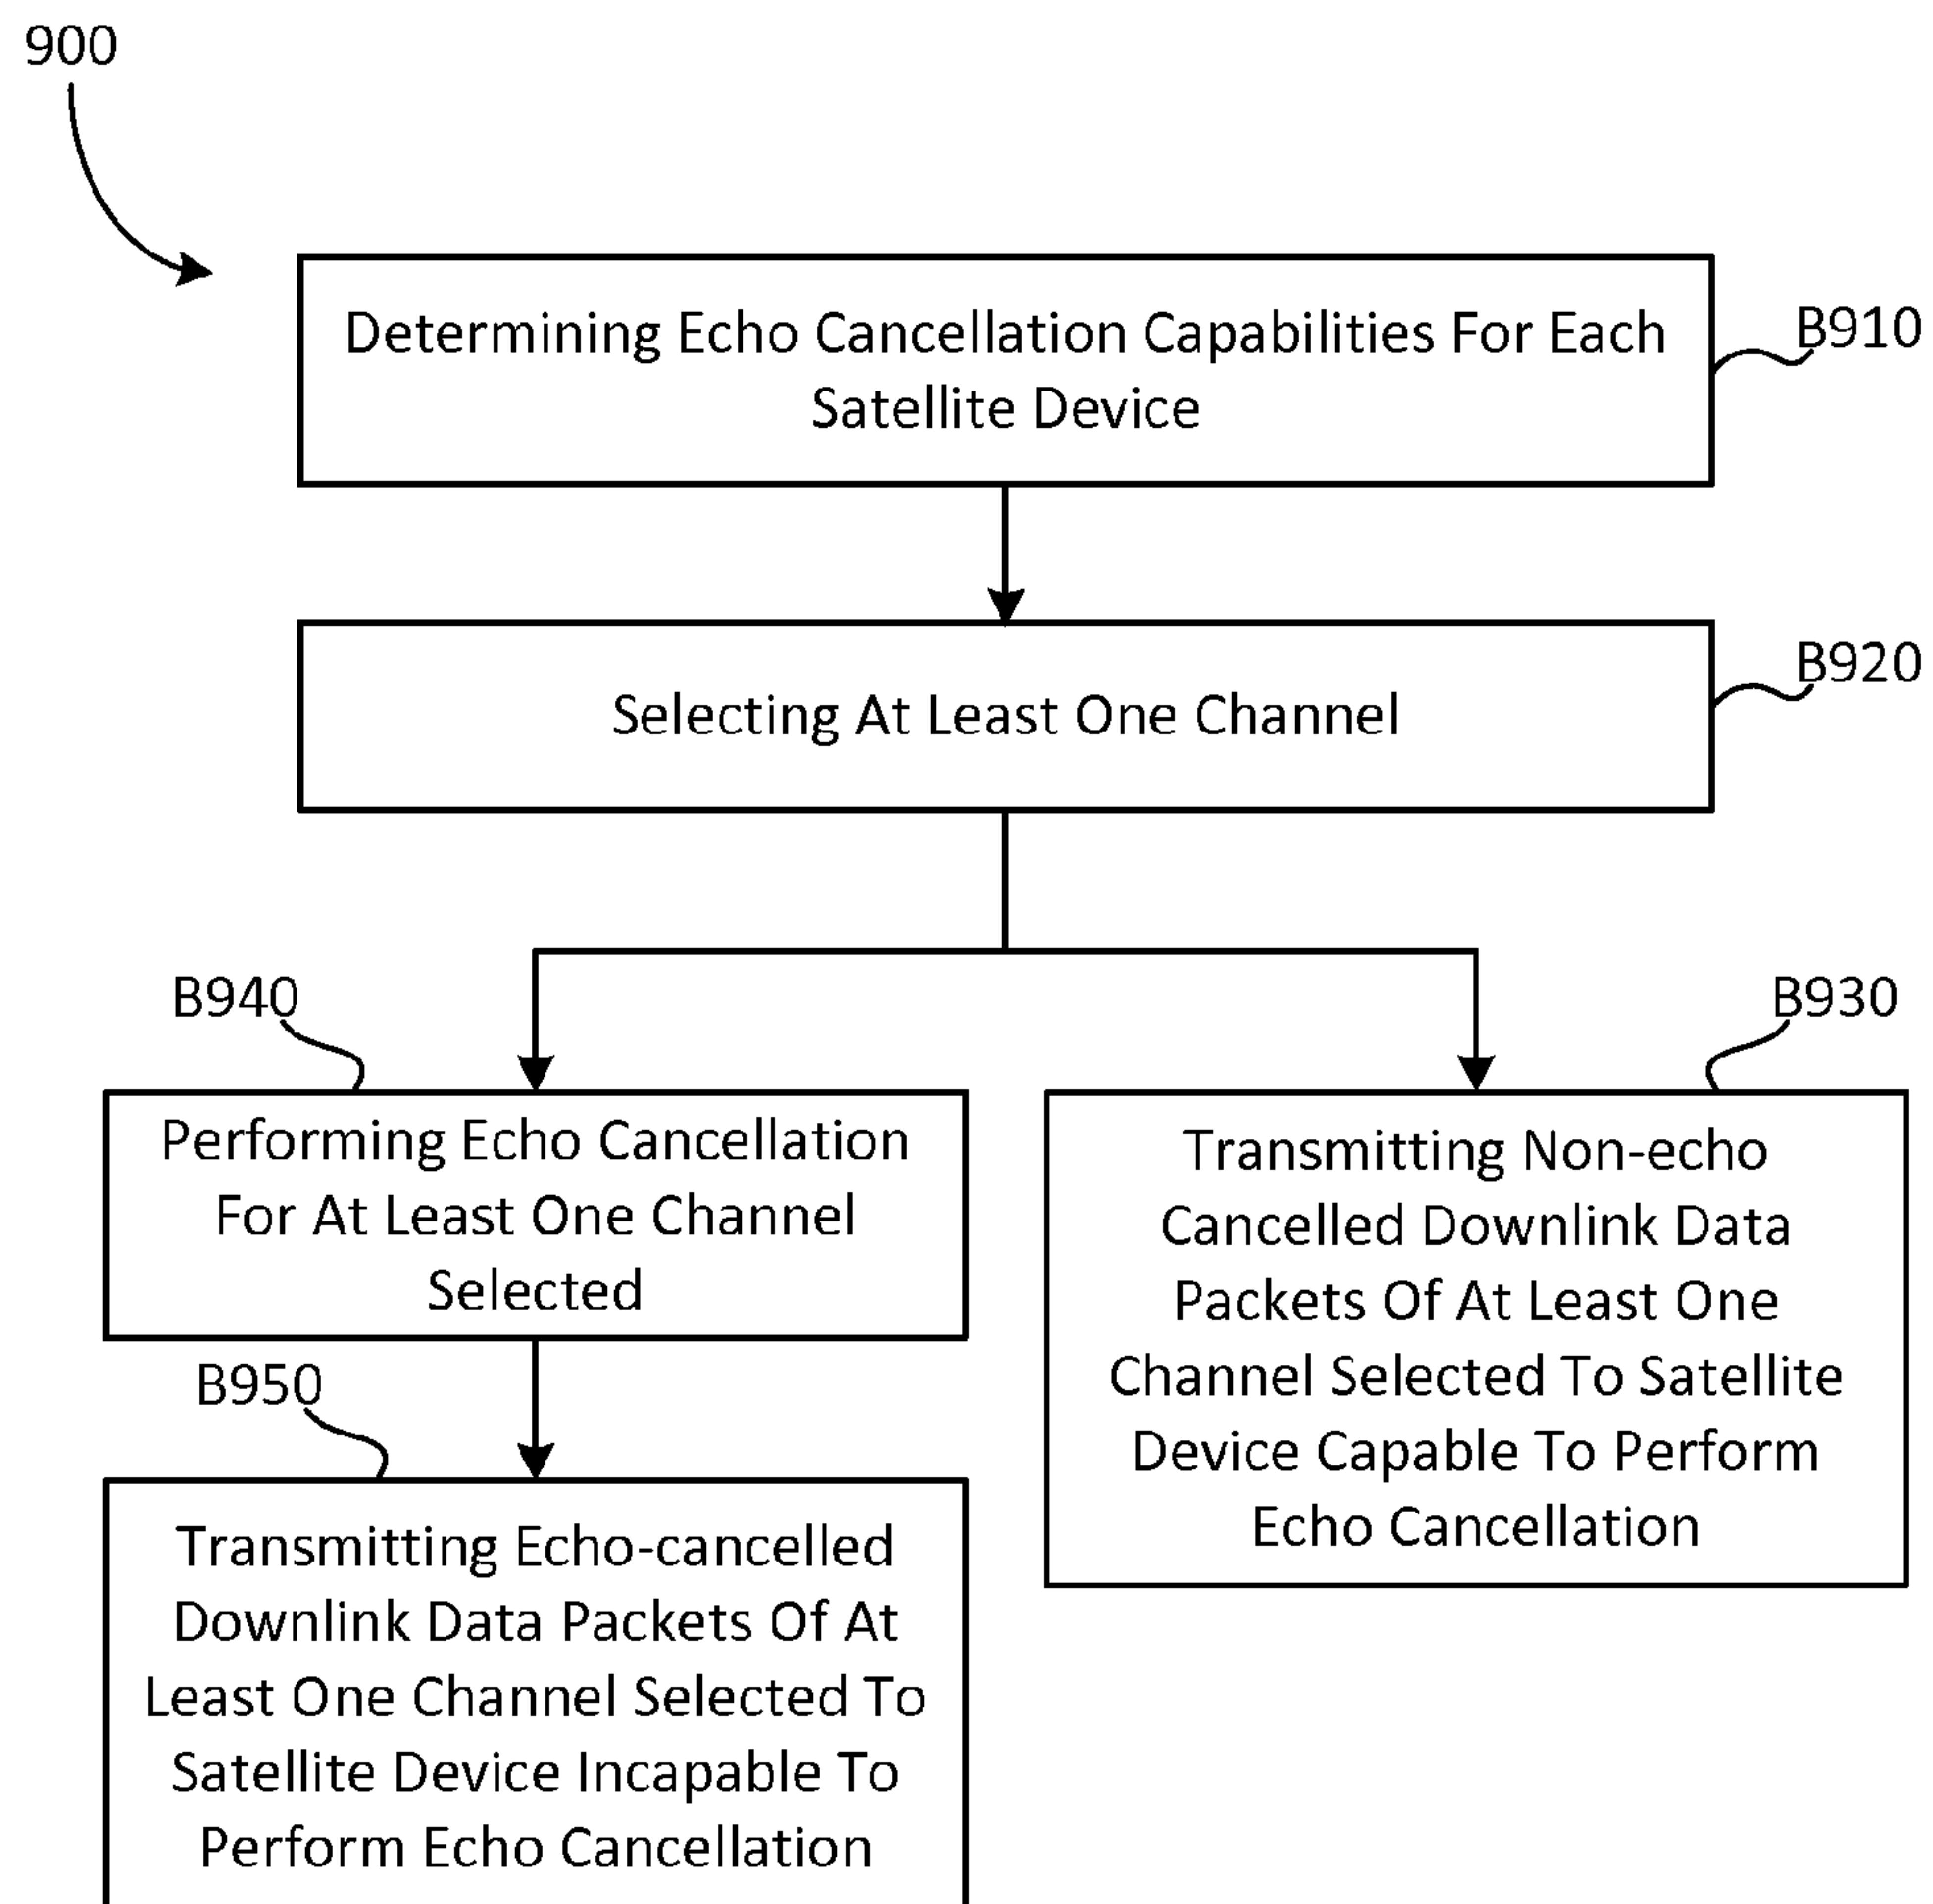 900
Determining Echo Cancellation Capabilities For Each
Satellite Device
B910
Selecting At Least One Channel
B920
B940
Performing Echo Cancellation
For At Least One Channel
Selected
B930
Transmitting Non-echo
Cancelled Downlink Data
Packets Of At Least One
Channel Selected To Satellite
Device Capable To Perform
Echo Cancellation
B950
Transmitting Echo-cancelled
Downlink Data Packets Of At
Least One Channel Selected To
Satellite Device Incapable To
Perform Echo Cancellation